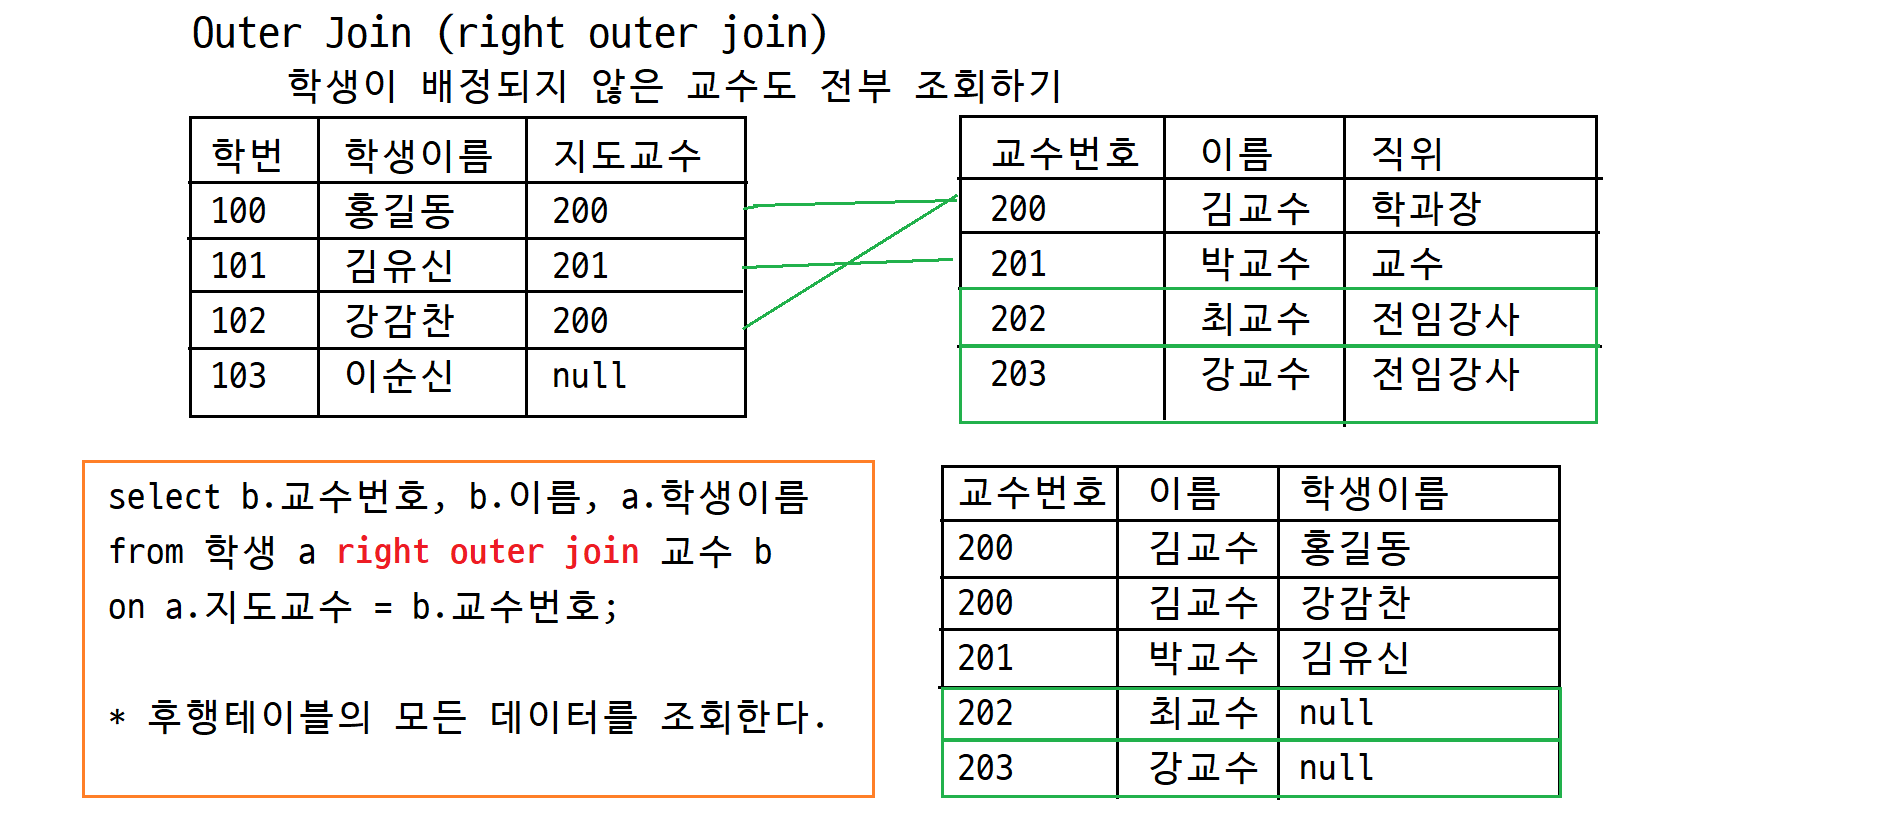 Outer Join (right outer join)
학생이 배정되지 않은 교수도 전부 조회하기
학번 학생이름 지도교수
100 홍길동 200
101 김유신 201
102 강감찬 200
103 이순신 null
교수번호 이름 직위
200 김교수 학과장
201 박교수 교수
202 최교수 전임강사
203 강교수 전임강사
select b.교수번호, b.이름, a.학생이름
from 학생 a right outer join 교수 b
on a.지도교수 = b.교수번호;
* 후행테이블의 모든 데이터를 조회한다.
교수번호 이름 학생이름
200 김교수 홍길동
200 김교수 강감찬
201 박교수 김유신
202 최교수 null
203 강교수 null